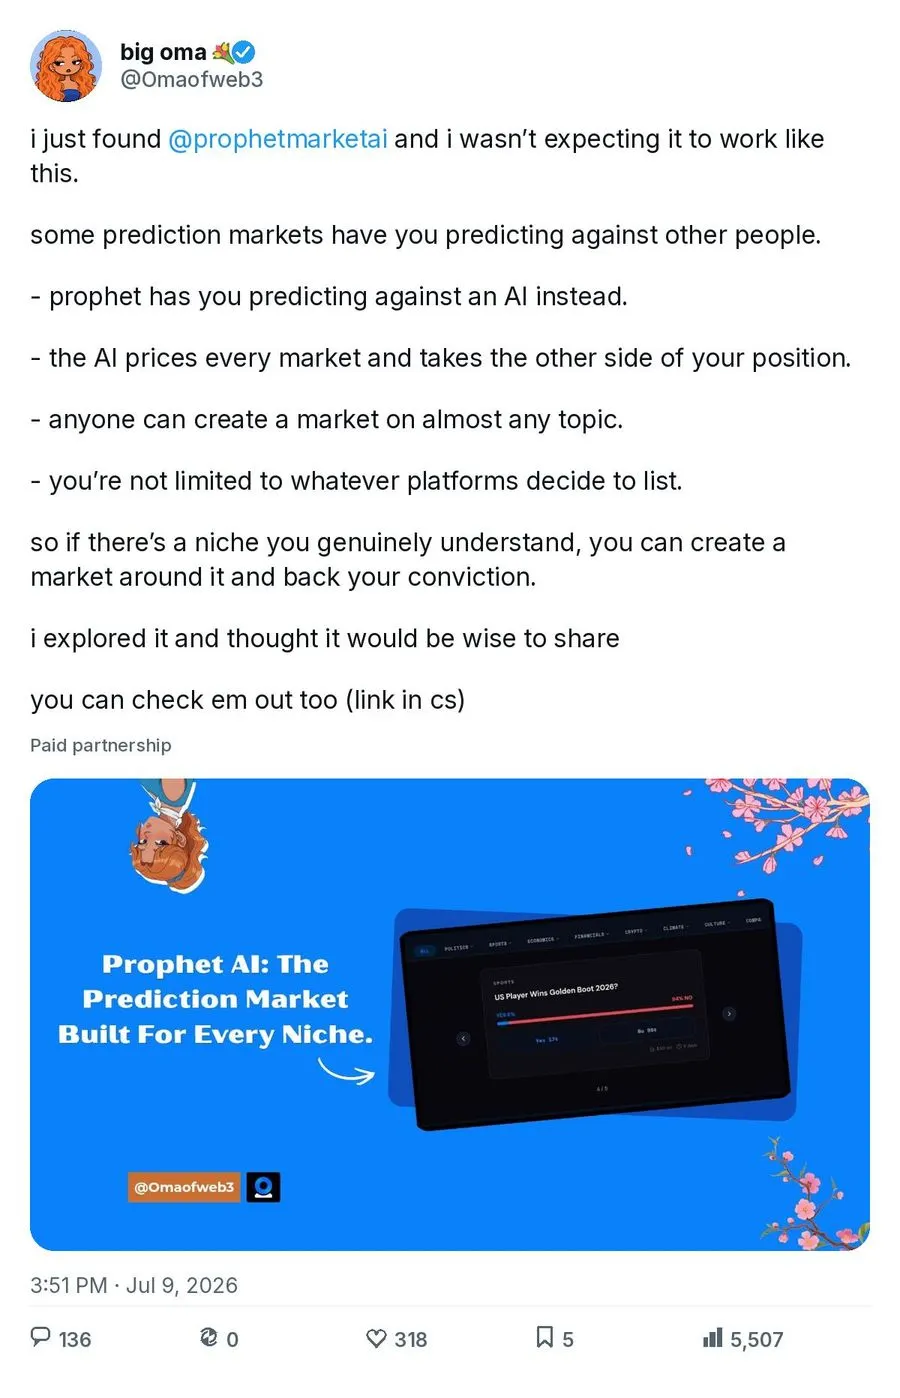 big oma
@Omaofweb3
i just found @prophetmarketai and i wasn’t expecting it to work like
this.
some prediction markets have you predicting against other people.
- prophet has you predicting against an AI instead.
- the AI prices every market and takes the other side of your position.
- anyone can create a market on almost any topic.
- you’re not limited to whatever platforms decide to list.
so if there’s a niche you genuinely understand, you can create a
market around it and back your conviction.
i explored it and thought it would be wise to share
you can check em out too (link in cs)
Paid partnership
ALL POLITICS SPORTS ECONOMICS FINANCIALS CRYPTO CLIMATE CULTURE COMPA
SPORTS
US Player Wins Golden Boot 2026?
94% NO
4/5
Prophet AI: The
Prediction Market
Built For Every Niche.
@Omaofweb3
3:51 PM · Jul 9, 2026
136 0 318 5 5,507